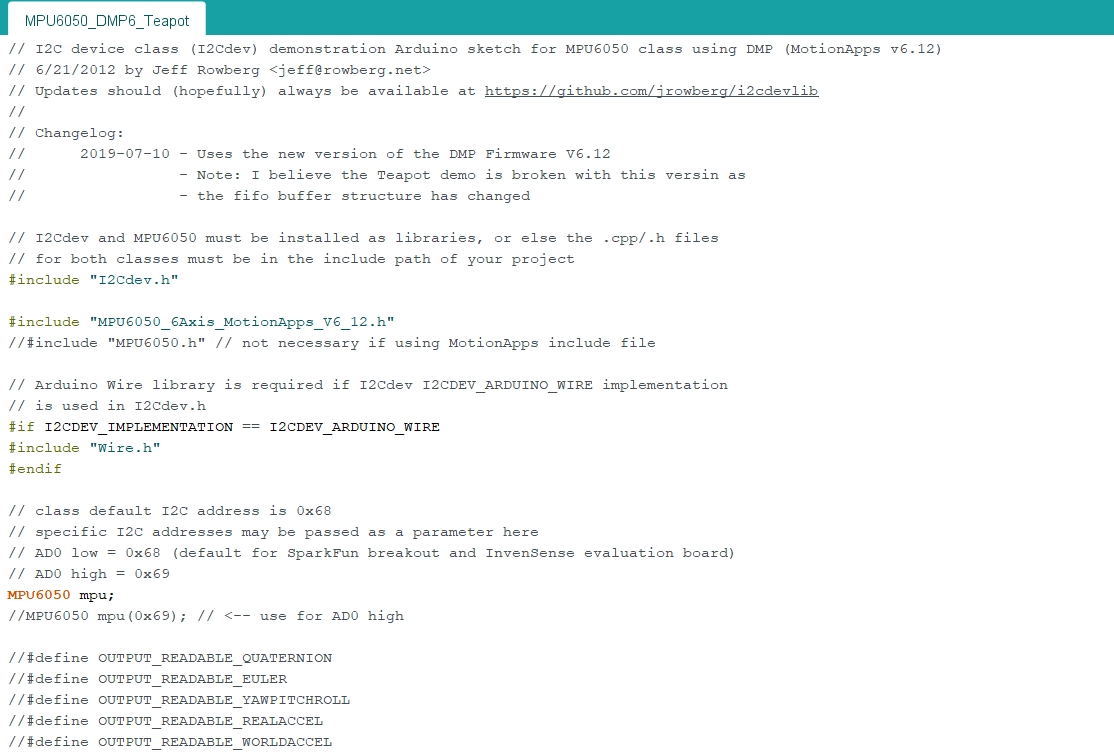 MPU6050_DMP6_Teapot
// I2C device class (I2Cdev) demonstration Arduino sketch for MPU6050 class using DMP (MotionApps v6.12)
// 6/21/2012 by Jeff Rowberg <jeff@rowberg.net>
// Updates should (hopefully) always be available at https://github.com/jrowberg/i2cdevlib
//
// Changelog:
//      2019-07-10 - Uses the new version of the DMP Firmware V6.12
//                 - Note: I believe the Teapot demo is broken with this versin as
//                 - the fifo buffer structure has changed
// I2Cdev and MPU6050 must be installed as libraries, or else the .cpp/.h files
// for both classes must be in the include path of your project
#include "I2Cdev.h"
#include "MPU6050_6Axis_MotionApps_V6_12.h"
//#include "MPU6050.h" // not necessary if using MotionApps include file
// Arduino Wire library is required if I2Cdev I2CDEV_ARDUINO_WIRE implementation
// is used in I2Cdev.h
#if I2CDEV_IMPLEMENTATION == I2CDEV_ARDUINO_WIRE
#include "Wire.h"
#endif
// class default I2C address is 0x68
// specific I2C addresses may be passed as a parameter here
// AD0 low = 0x68 (default for SparkFun breakout and InvenSense evaluation board)
// AD0 high = 0x69
MPU6050 mpu;
//MPU6050 mpu(0x69); // <-- use for AD0 high
//#define OUTPUT_READABLE_QUATERNION
//#define OUTPUT_READABLE_EULER
//#define OUTPUT_READABLE_YAWPITCHROLL
//#define OUTPUT_READABLE_REALACCEL
//#define OUTPUT_READABLE_WORLDACCEL